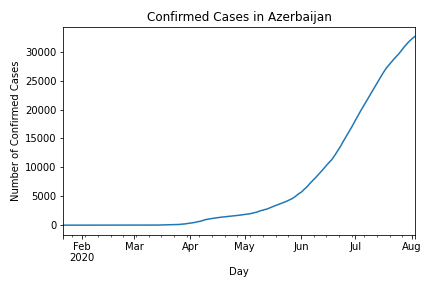 Confirmed Cases in Azerbaijan
Number of Confirmed Cases
30000
25000
20000
15000
10000
5000
0
Feb Mar Apr May Jun Jul Aug
2020
Day